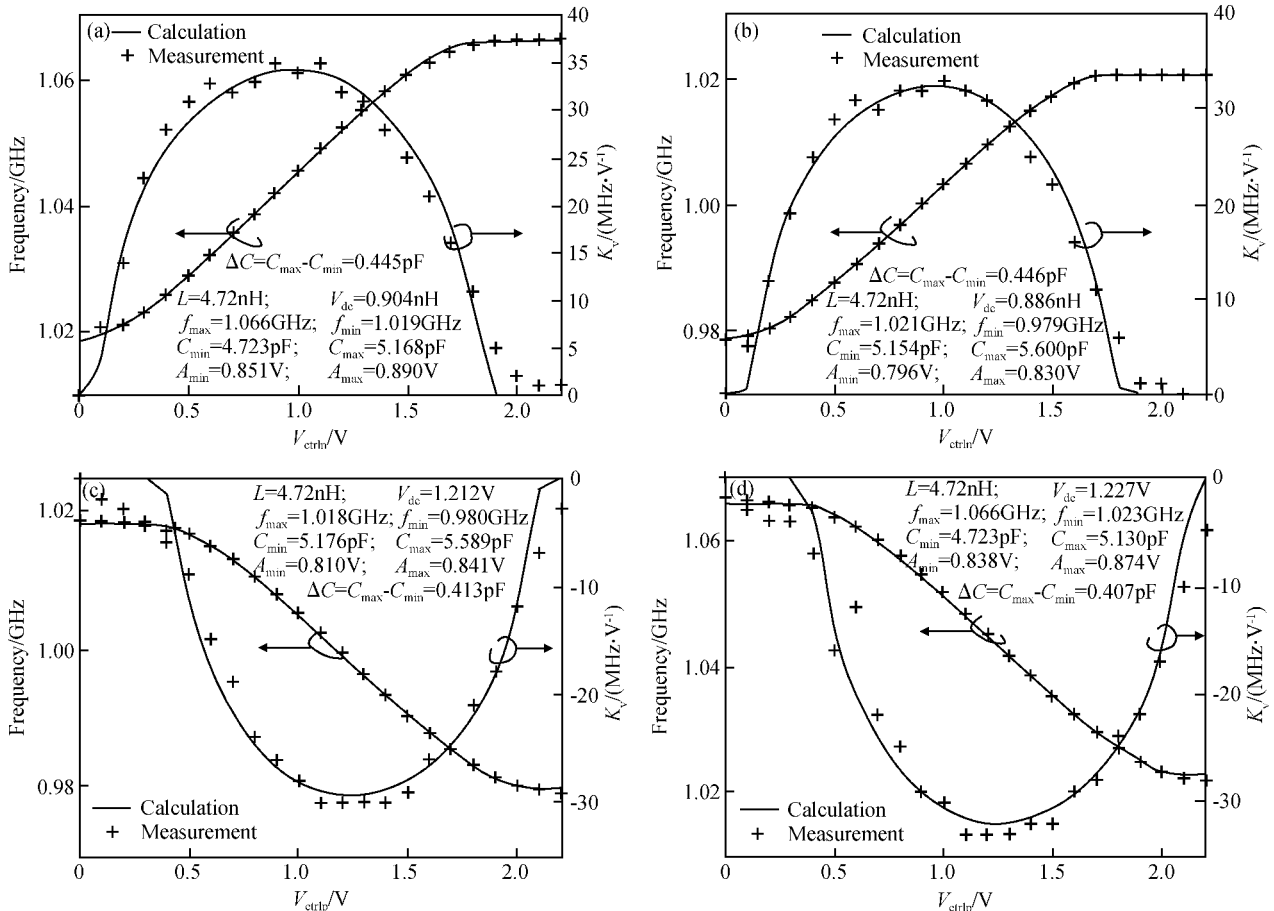 (a)
Calculation
Measurement
40
35
30
25
20
15
10
5
0
1.06
1.04
1.02
Frequency/GHz
Kv/(MHz·V⁻¹)
ΔC=Cmax-Cmin=0.445pF
L=4.72nH; Vdc=0.904nH
fmax=1.066GHz; fmin=1.019GHz
Cmin=4.723pF; Cmax=5.168pF
Amin=0.851V; Amax=0.890V
0 0.5 1.0 1.5 2.0
Vctrln/V
(b)
Calculation
Measurement
40
30
20
10
0
1.02
1.00
0.98
Frequency/GHz
Kv/(MHz·V⁻¹)
ΔC=Cmax-Cmin=0.446pF
L=4.72nH; Vdc=0.886nH
fmax=1.021GHz; fmin=0.979GHz
Cmin=5.154pF; Cmax=5.600pF
Amin=0.796V; Amax=0.830V
0 0.5 1.0 1.5 2.0
Vctrln/V
(c)
L=4.72nH; Vdc=1.212V
fmax=1.018GHz; fmin=0.980GHz
Cmin=5.176pF; Cmax=5.589pF
Amin=0.810V; Amax=0.841V
ΔC=Cmax-Cmin=0.413pF
0
-10
-20
-30
1.02
1.00
0.98
Frequency/GHz
Kv/(MHz·V⁻¹)
Calculation
Measurement
0 0.5 1.0 1.5 2.0
Vctrlp/V
(d)
L=4.72nH; Vdc=1.227V
fmax=1.066GHz; fmin=1.023GHz
Cmin=4.723pF; Cmax=5.130pF
Amin=0.838V; Amax=0.874V
ΔC=Cmax-Cmin=0.407pF
0
-10
-20
-30
1.06
1.04
1.02
Frequency/GHz
Kv/(MHz·V⁻¹)
Calculation
Measurement
0 0.5 1.0 1.5 2.0
Vctrlp/V